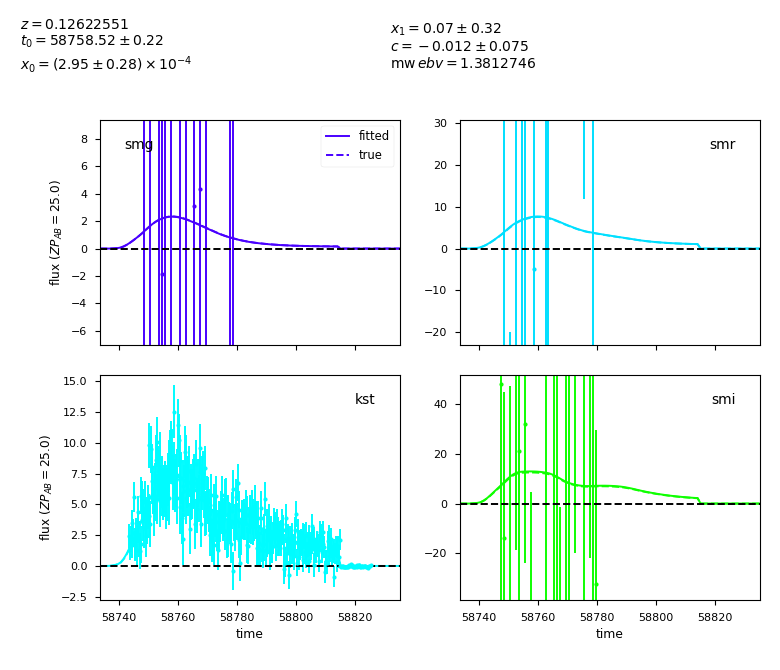 z = 0.12622551
t₀ = 58758.52 ± 0.22
x₀ = (2.95 ± 0.28) × 10⁻⁴
x₁ = 0.07 ± 0.32
c = −0.012 ± 0.075
mw ebv = 1.3812746
smg
fitted
true
8
6
4
2
0
−2
−4
−6
flux (ZP_AB = 25.0)
smr
30
20
10
0
−10
−20
kst
15.0
12.5
10.0
7.5
5.0
2.5
0.0
−2.5
flux (ZP_AB = 25.0)
58740 58760 58780 58800 58820
time
smi
40
20
0
−20
58740 58760 58780 58800 58820
time